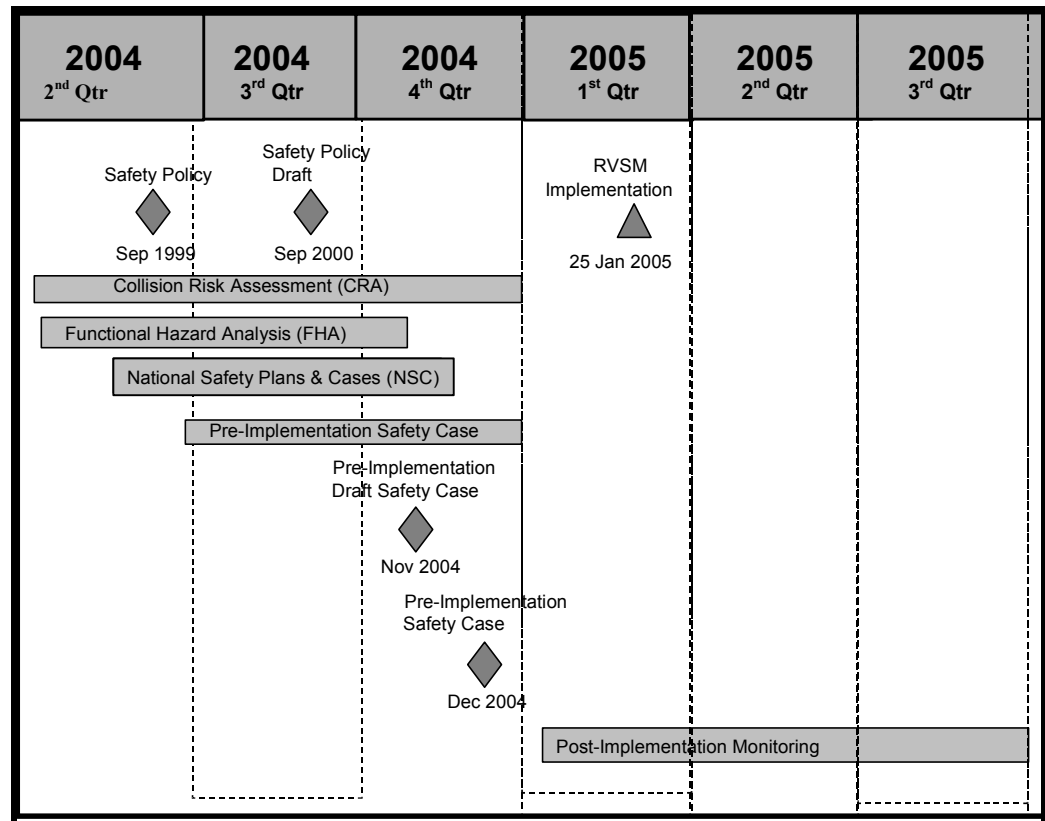 2004
2nd Qtr
2004
3rd Qtr
2004
4th Qtr
2005
1st Qtr
2005
2nd Qtr
2005
3rd Qtr
Safety Policy
Sep 1999
Safety Policy
Draft
Sep 2000
RVSM
Implementation
25 Jan 2005
Collision Risk Assessment (CRA)
Functional Hazard Analysis (FHA)
National Safety Plans & Cases (NSC)
Pre-Implementation Safety Case
Pre-Implementation
Draft Safety Case
Nov 2004
Pre-Implementation
Safety Case
Dec 2004
Post-Implementation Monitoring